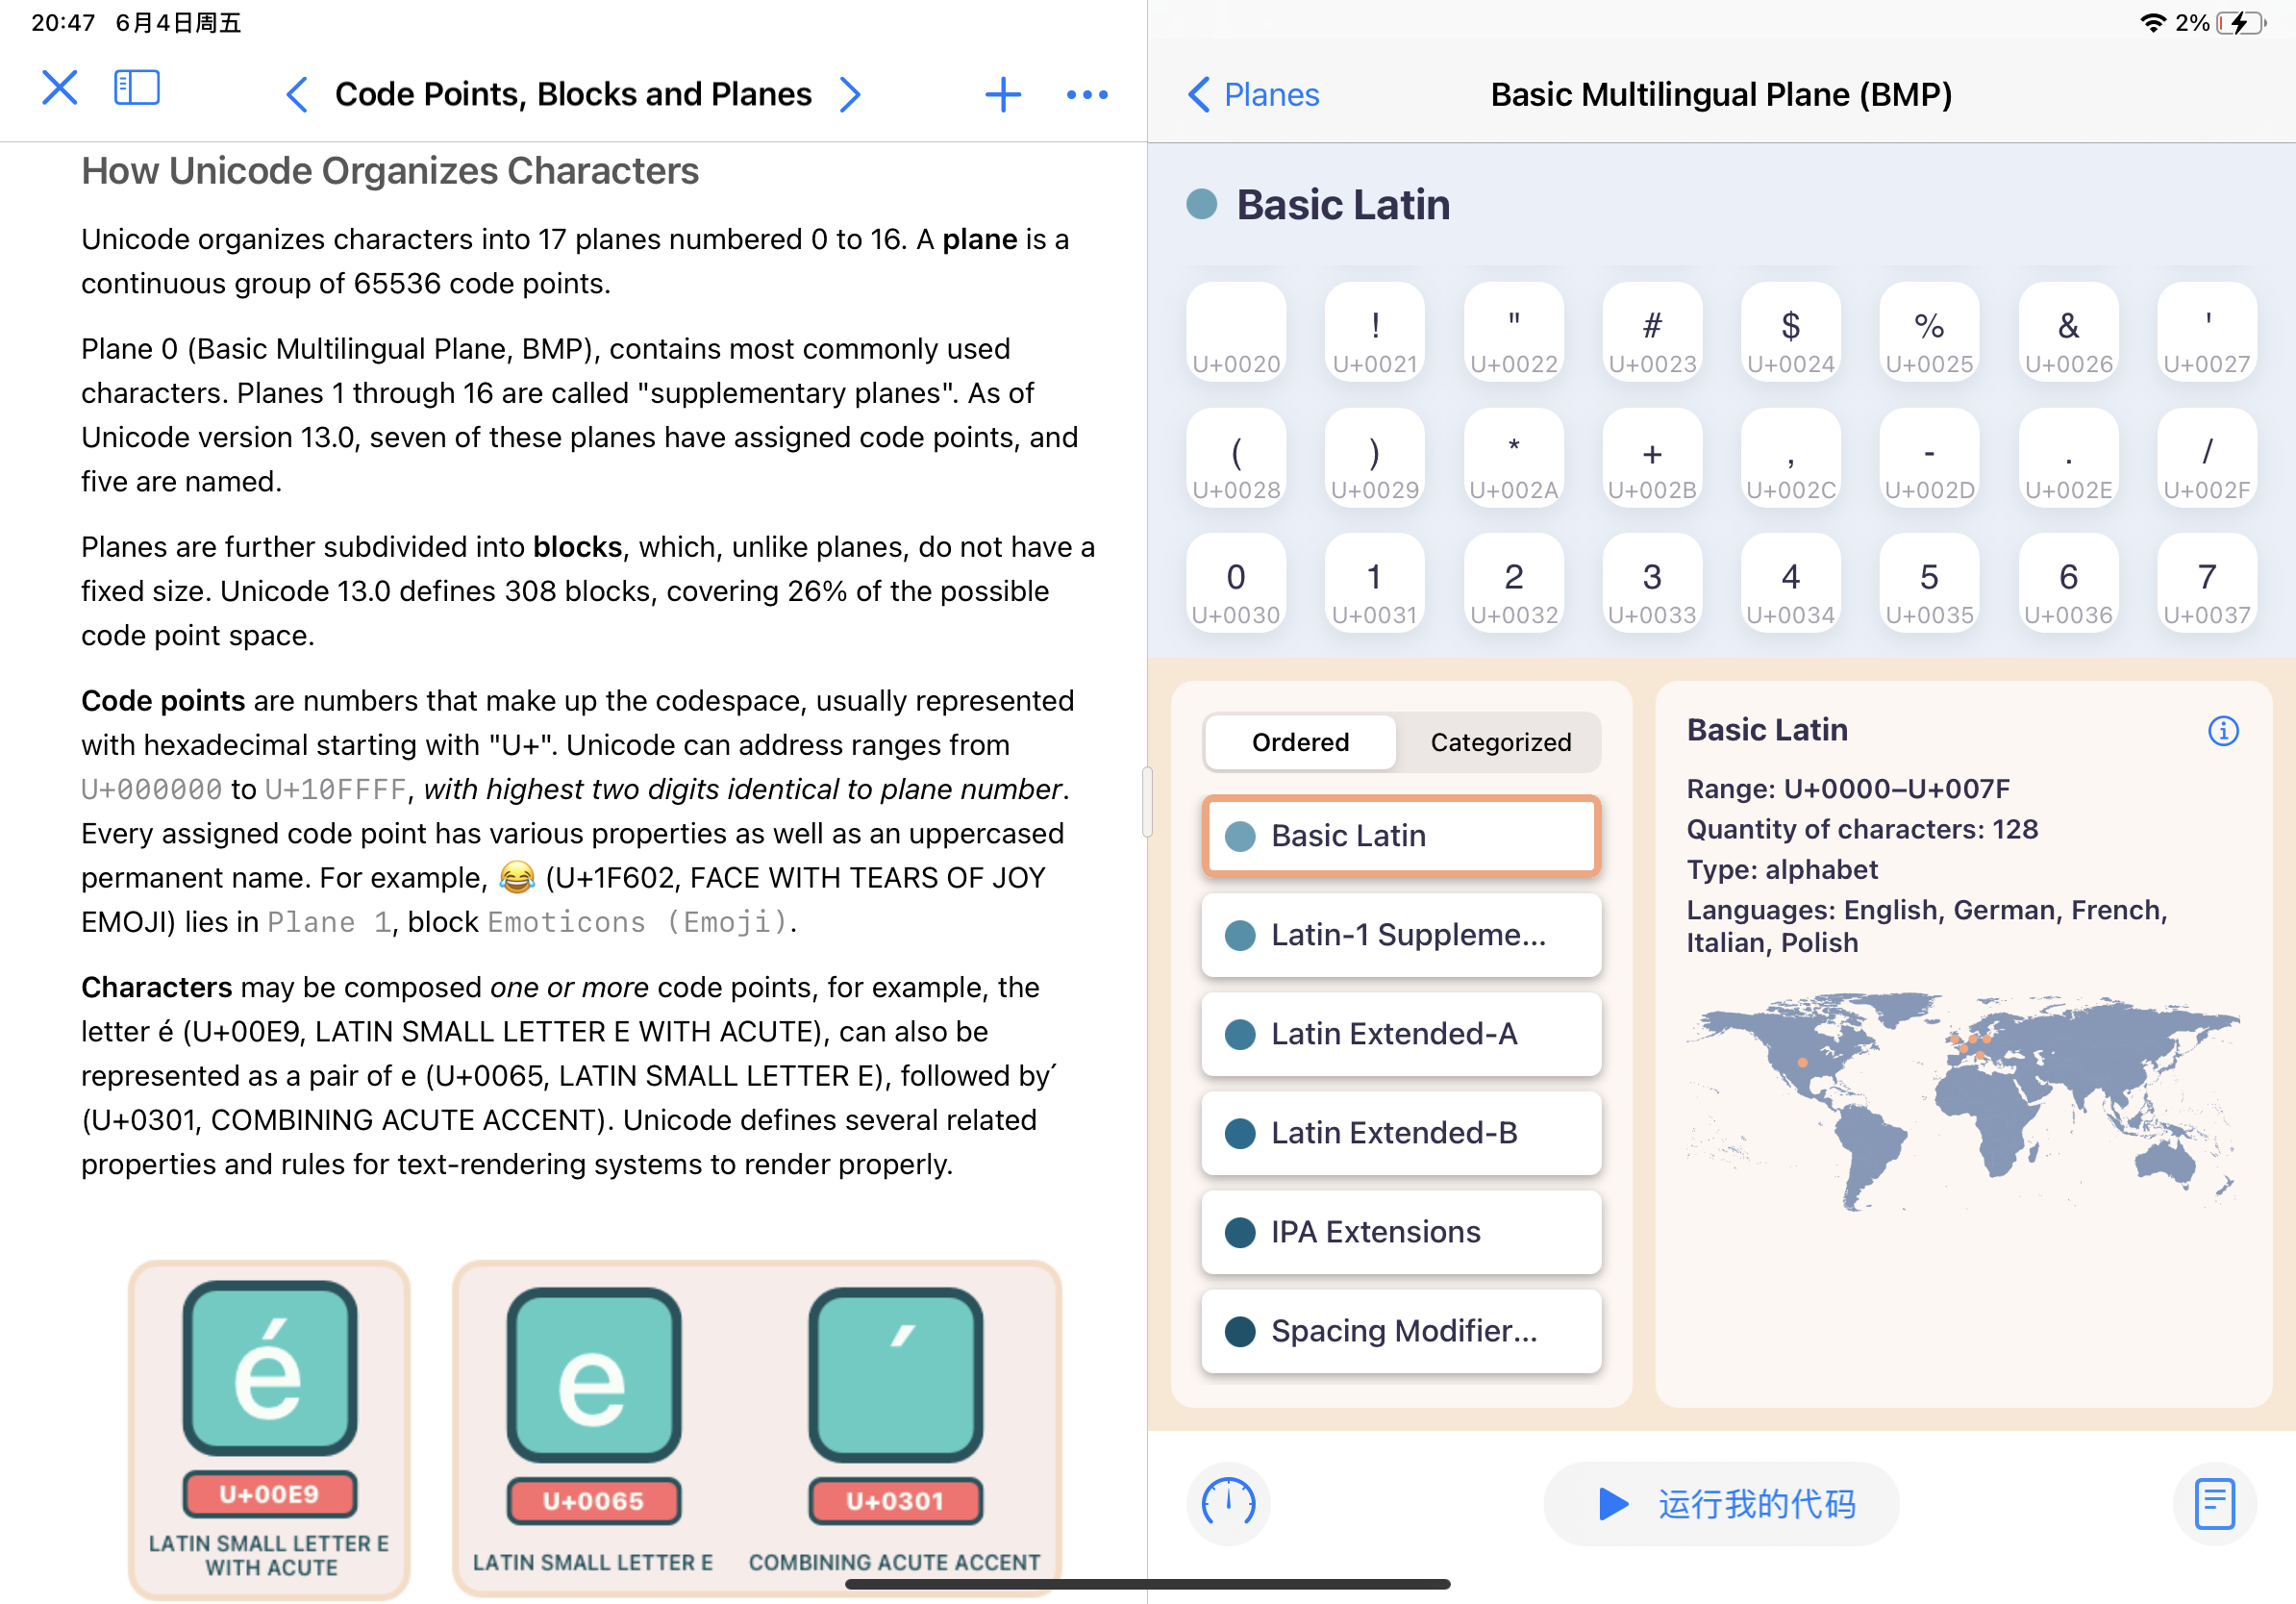 20:47 6月4日周五
2%
Code Points, Blocks and Planes
How Unicode Organizes Characters
Unicode organizes characters into 17 planes numbered 0 to 16. A plane is a
continuous group of 65536 code points.
Plane 0 (Basic Multilingual Plane, BMP), contains most commonly used
characters. Planes 1 through 16 are called "supplementary planes". As of
Unicode version 13.0, seven of these planes have assigned code points, and
five are named.
Planes are further subdivided into blocks, which, unlike planes, do not have a
fixed size. Unicode 13.0 defines 308 blocks, covering 26% of the possible
code point space.
Code points are numbers that make up the codespace, usually represented
with hexadecimal starting with "U+". Unicode can address ranges from
U+000000 to U+10FFFF, with highest two digits identical to plane number.
Every assigned code point has various properties as well as an uppercased
permanent name. For example, 😂 (U+1F602, FACE WITH TEARS OF JOY
EMOJI) lies in Plane 1, block Emoticons (Emoji).
Characters may be composed one or more code points, for example, the
letter é (U+00E9, LATIN SMALL LETTER E WITH ACUTE), can also be
represented as a pair of e (U+0065, LATIN SMALL LETTER E), followed by ́
(U+0301, COMBINING ACUTE ACCENT). Unicode defines several related
properties and rules for text-rendering systems to render properly.
é
U+00E9
LATIN SMALL LETTER E
WITH ACUTE
e ´
U+0065 U+0301
LATIN SMALL LETTER E COMBINING ACUTE ACCENT
Planes
Basic Multilingual Plane (BMP)
Basic Latin
! " # $ % & '
U+0020 U+0021 U+0022 U+0023 U+0024 U+0025 U+0026 U+0027
( ) * + , - . /
U+0028 U+0029 U+002A U+002B U+002C U+002D U+002E U+002F
0 1 2 3 4 5 6 7
U+0030 U+0031 U+0032 U+0033 U+0034 U+0035 U+0036 U+0037
Ordered Categorized
Basic Latin
Latin-1 Suppleme...
Latin Extended-A
Latin Extended-B
IPA Extensions
Spacing Modifier...
Basic Latin
Range: U+0000–U+007F
Quantity of characters: 128
Type: alphabet
Languages: English, German, French,
Italian, Polish
运行我的代码